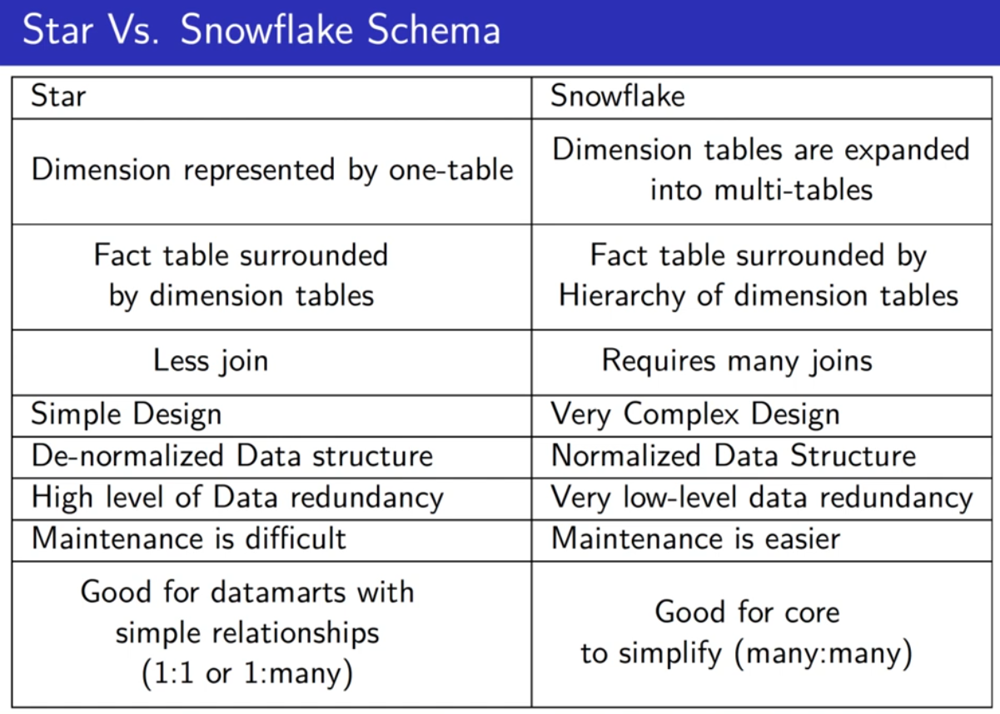 Star Vs. Snowflake Schema
Star
Snowflake
Dimension represented by one-table
Dimension tables are expanded
into multi-tables
Fact table surrounded
by dimension tables
Fact table surrounded by
Hierarchy of dimension tables
Less join
Requires many joins
Simple Design
Very Complex Design
De-normalized Data structure
Normalized Data Structure
High level of Data redundancy
Very low-level data redundancy
Maintenance is difficult
Maintenance is easier
Good for datamarts with
simple relationships
(1:1 or 1:many)
Good for core
to simplify (many:many)